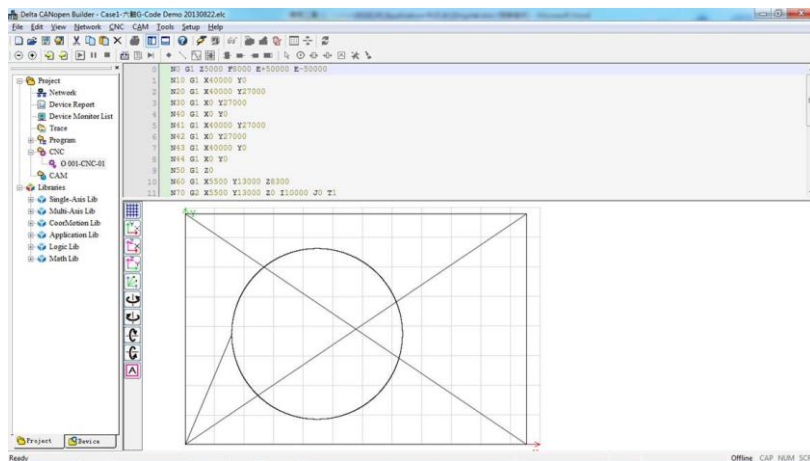 Delta CANopen Builder - Case1-六軸G-Code Demo 20130822.elc
File Edit View Network CNC CAM Tools Setup Help
0 N0 G1 Z5000 F8000 E+50000 E-50000
1 N10 G1 X40000 Y0
2 N20 G1 X40000 Y27000
3 N30 G1 X0 Y27000
4 N40 G1 X0 Y0
5 N41 G1 X40000 Y27000
6 N42 G1 X0 Y27000
7 N43 G1 X40000 Y0
8 N44 G1 X0 Y0
9 N50 G1 Z0
10 N60 G1 X5500 Y13000 Z8300
11 N70 G2 X5500 Y13000 Z0 I10000 J0 T1
Project
Network
Device Report
Device Monitor List
Trace
Program
CNC
O 001-CNC-01
CAM
Libraries
Single-Axis Lib
Multi-Axis Lib
CoorMotion Lib
Application Lib
Logic Lib
Math Lib
Project Device
Ready Offline CAP NUM SCR